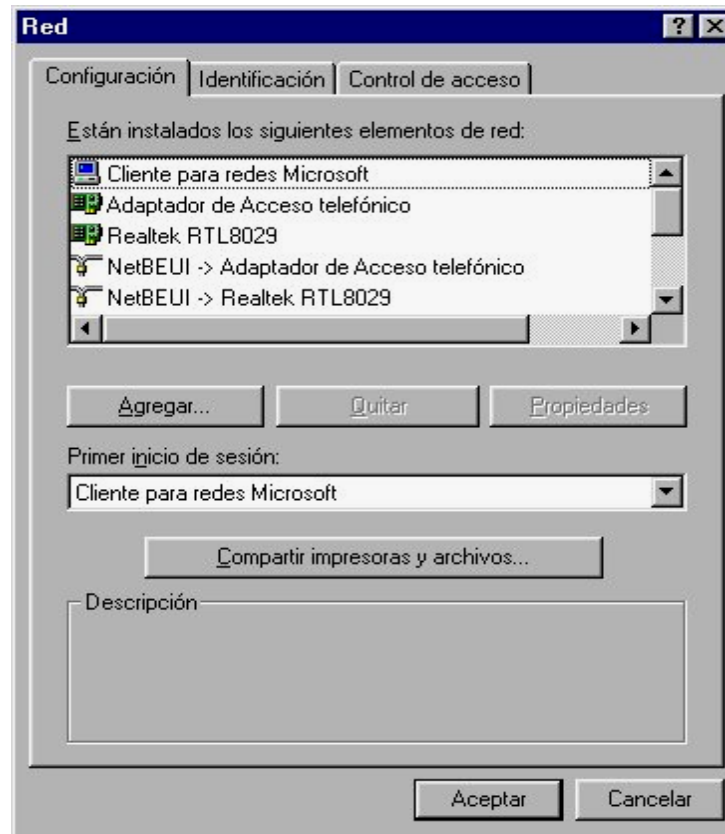 Red
Configuración Identificación Control de acceso
Están instalados los siguientes elementos de red:
Cliente para redes Microsoft
Adaptador de Acceso telefónico
Realtek RTL8029
NetBEUI -> Adaptador de Acceso telefónico
NetBEUI -> Realtek RTL8029
Agregar... Quitar Propiedades
Primer inicio de sesión:
Cliente para redes Microsoft
Compartir impresoras y archivos...
Descripción
Aceptar Cancelar